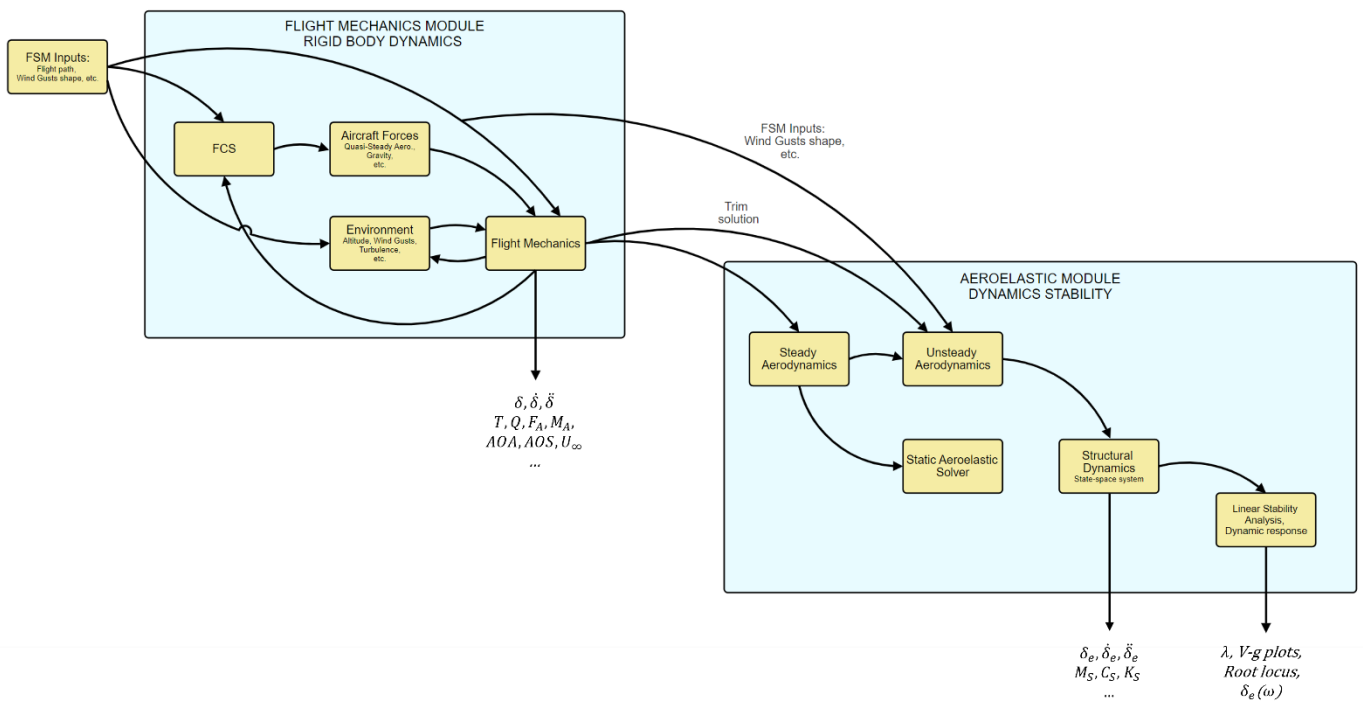 FLIGHT MECHANICS MODULE
RIGID BODY DYNAMICS
FSM Inputs:
Flight path,
Wind Gusts shape, etc.
FCS
Aircraft Forces
Quasi-Steady Aero.,
Gravity,
etc.
FSM Inputs:
Wind Gusts shape,
etc.
Environment
Altitude, Wind Gusts,
Turbulence,
etc.
Flight Mechanics
Trim
solution
AEROELASTIC MODULE
DYNAMICS STABILITY
Steady
Aerodynamics
Unsteady
Aerodynamics
δ, δ̇, δ̈
T, Q, F_A, M_A,
AOA, AOS, U_∞
...
Static Aeroelastic
Solver
Structural
Dynamics
State-space system
Linear Stability
Analysis,
Dynamic response
δ_e, δ̇_e, δ̈_e
M_S, C_S, K_S
...
λ, V-g plots,
Root locus,
δ_e(ω)